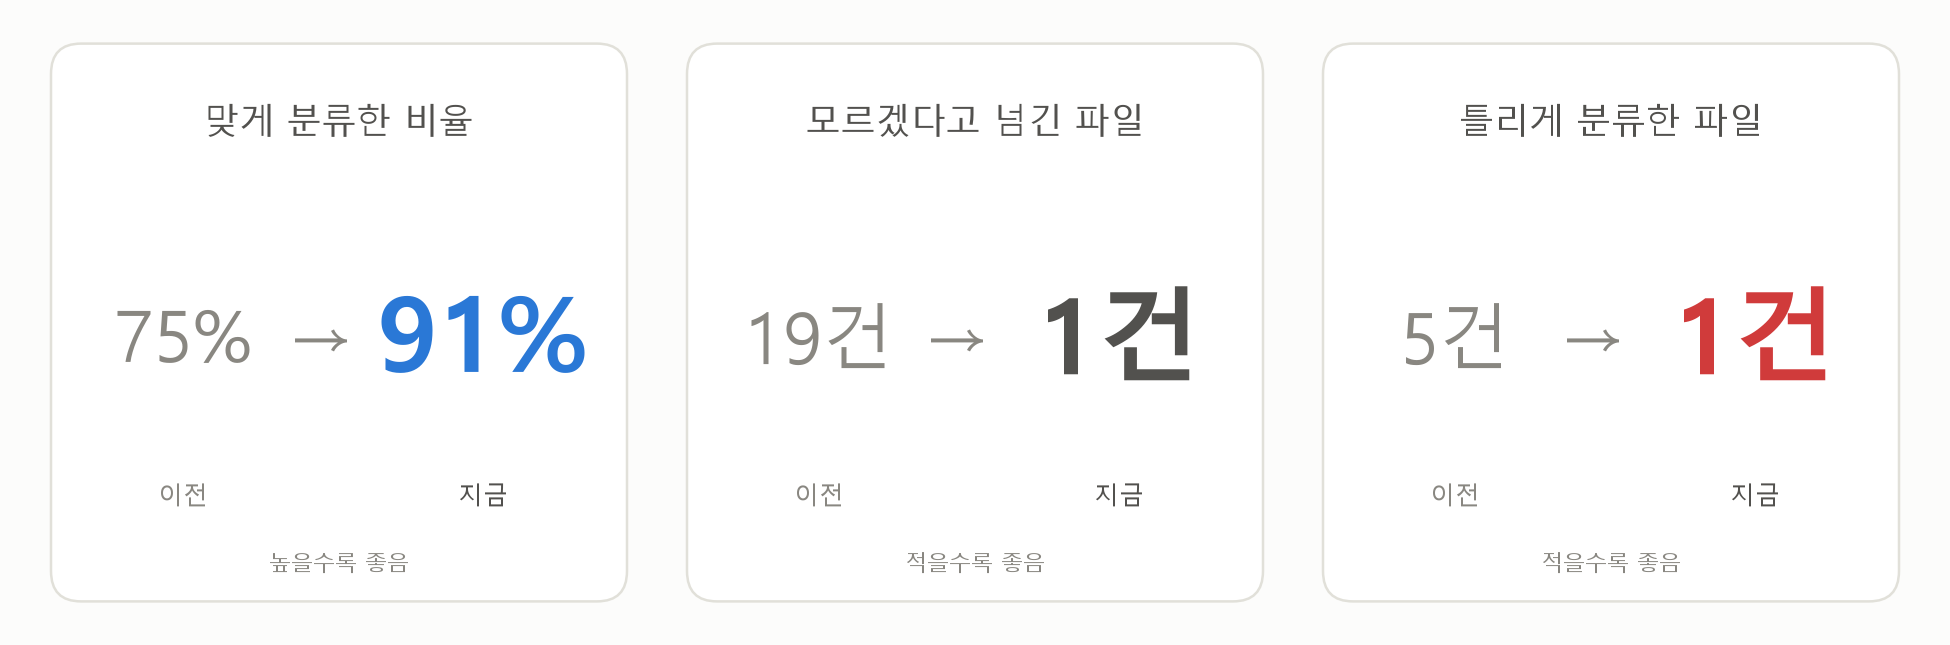 맞게 분류한 비율
75% → 91%
이전 지금
높을수록 좋음
모르겠다고 넘긴 파일
19건 → 1건
이전 지금
적을수록 좋음
틀리게 분류한 파일
5건 → 1건
이전 지금
적을수록 좋음